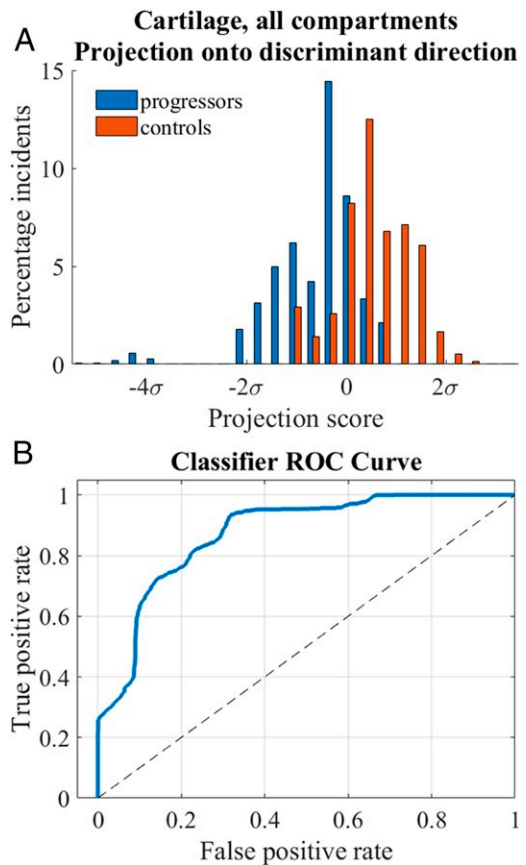 A
Cartilage, all compartments
Projection onto discriminant direction
15
10
5
0
Percentage incidents
progressors
controls
-4σ
-2σ
0
2σ
Projection score
B
Classifier ROC Curve
1
0.8
0.6
0.4
0.2
0
True positive rate
0
0.2
0.4
0.6
0.8
1
False positive rate